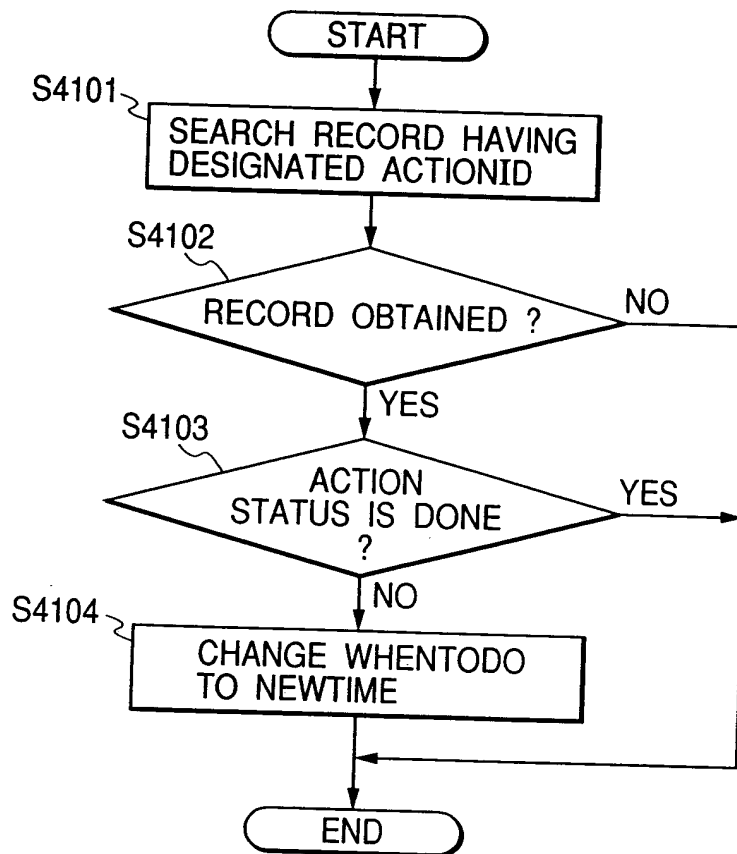 START
S4101
SEARCH RECORD HAVING
DESIGNATED ACTIONID
S4102
RECORD OBTAINED ?
NO
YES
S4103
ACTION
STATUS IS DONE
?
YES
NO
S4104
CHANGE WHENTODO
TO NEWTIME
END